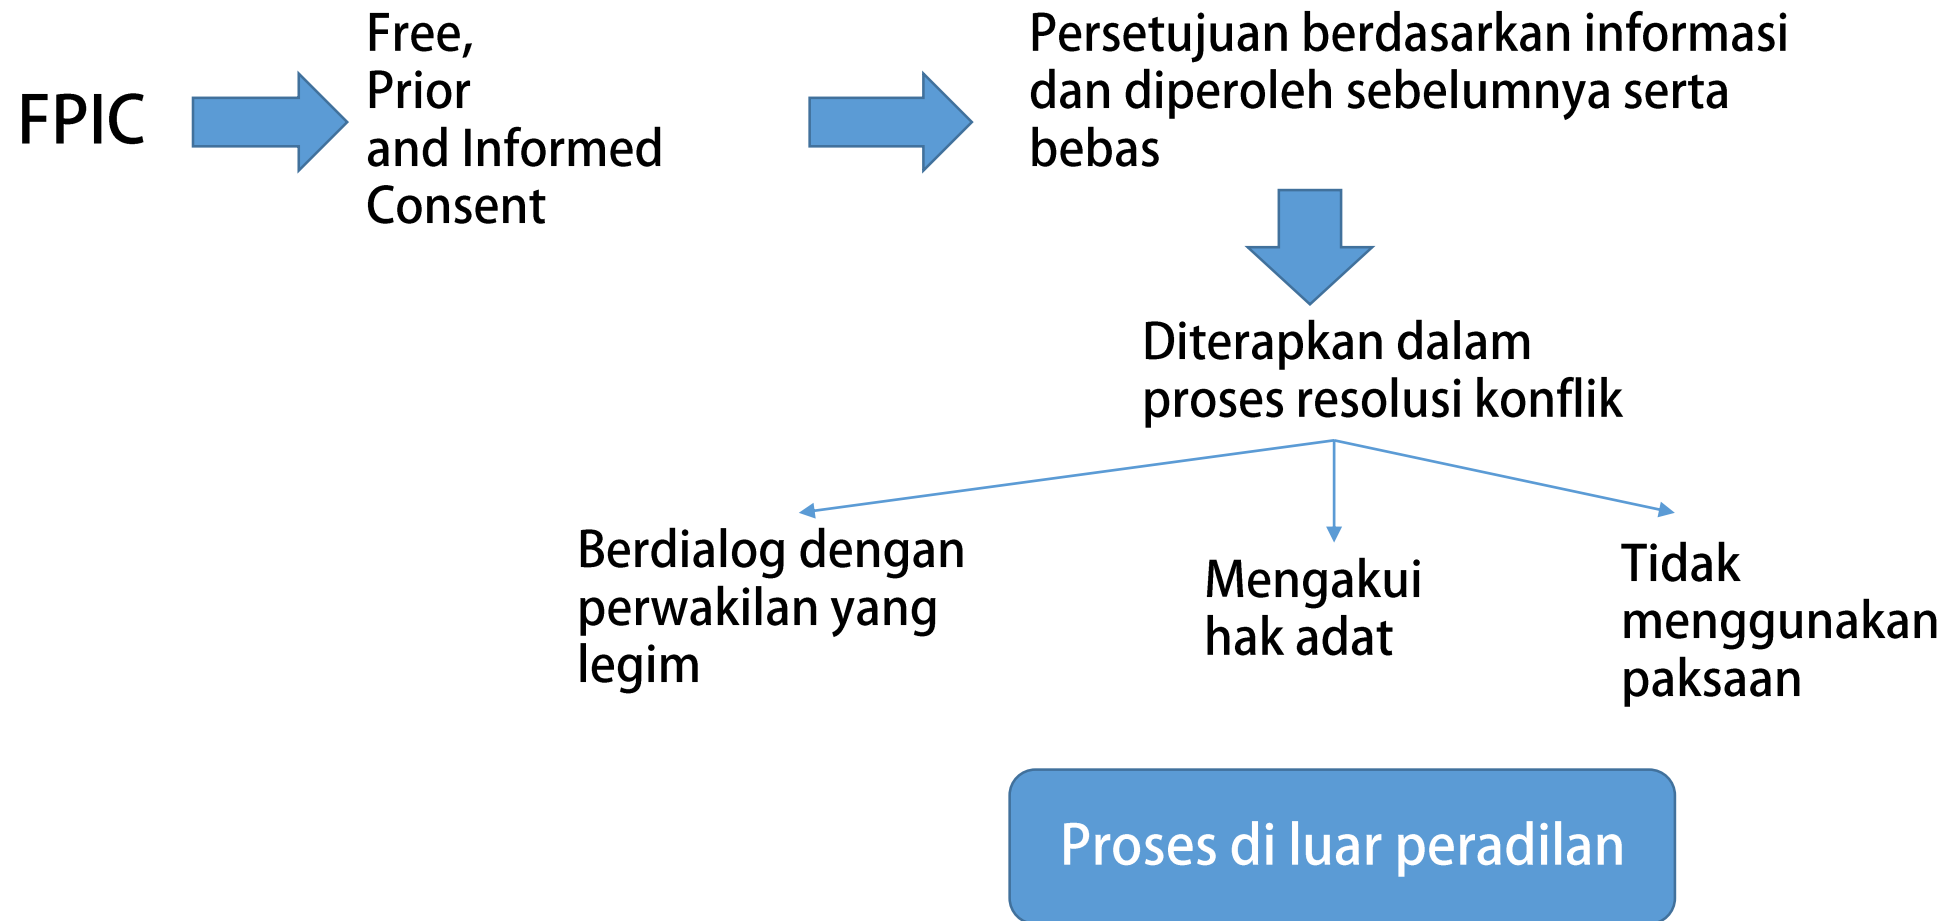 FPIC
Free,
Prior
and Informed
Consent
Persetujuan berdasarkan informasi
dan diperoleh sebelumnya serta
bebas
Diterapkan dalam
proses resolusi konflik
Berdialog dengan
perwakilan yang
legim
Mengakui
hak adat
Tidak
menggunakan
paksaan
Proses di luar peradilan